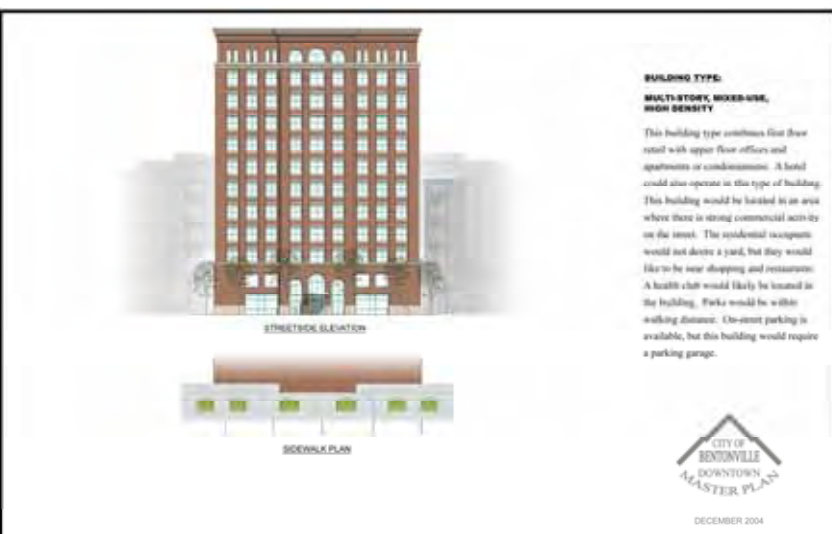 BUILDING TYPE:
MULTI-STORY, MIXED-USE,
HIGH DENSITY
This building type combines first floor
retail with upper floor offices and
apartments or condominiums. A hotel
could also operate in this type of building.
This building would be located in an area
where there is strong commercial activity
on the street. The residential occupants
would not desire a yard, but they would
like to be near shopping and restaurants.
A health club would likely be located in
the building. Parks would be within
walking distance. On-street parking is
available, but this building would require
a parking garage.
STREETSIDE ELEVATION
SIDEWALK PLAN
CITY OF
BENTONVILLE
DOWNTOWN
MASTER PLAN
DECEMBER 2004